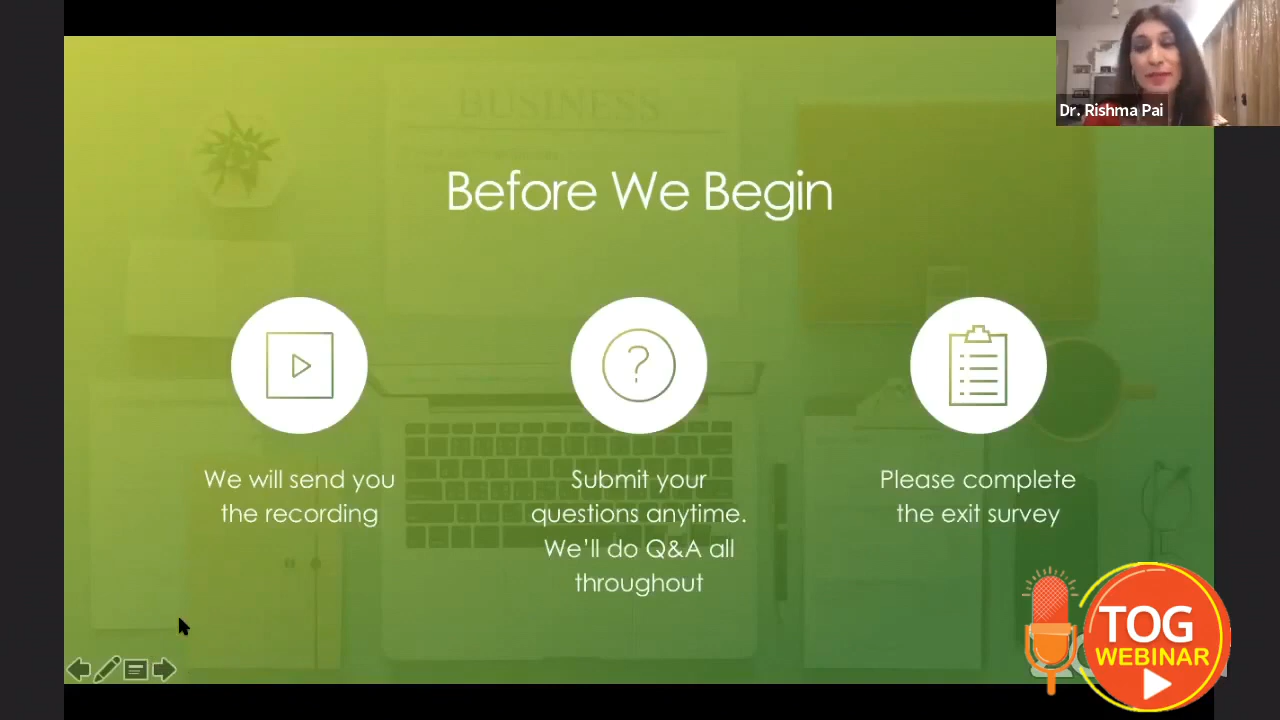 Dr. Rishma Pai
BUSINESS
Before We Begin
We will send you
the recording
Submit your
questions anytime.
We'll do Q&A all
throughout
Please complete
the exit survey
TOG
WEBINAR